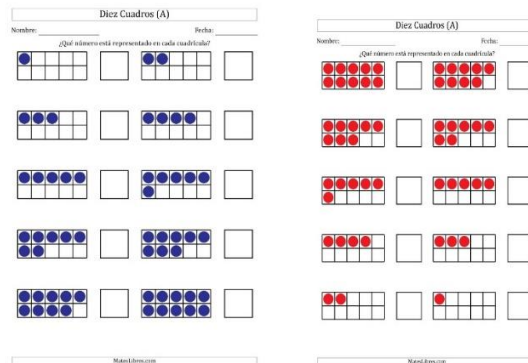 Diez Cuadros (A)
Nombre:
Fecha:
¿Qué número está representado en cada cuadrícula?
MatesLibres.com
Diez Cuadros (A)
Nombre:
Fecha:
¿Qué número está representado en cada cuadrícula?
MatesLibres.com